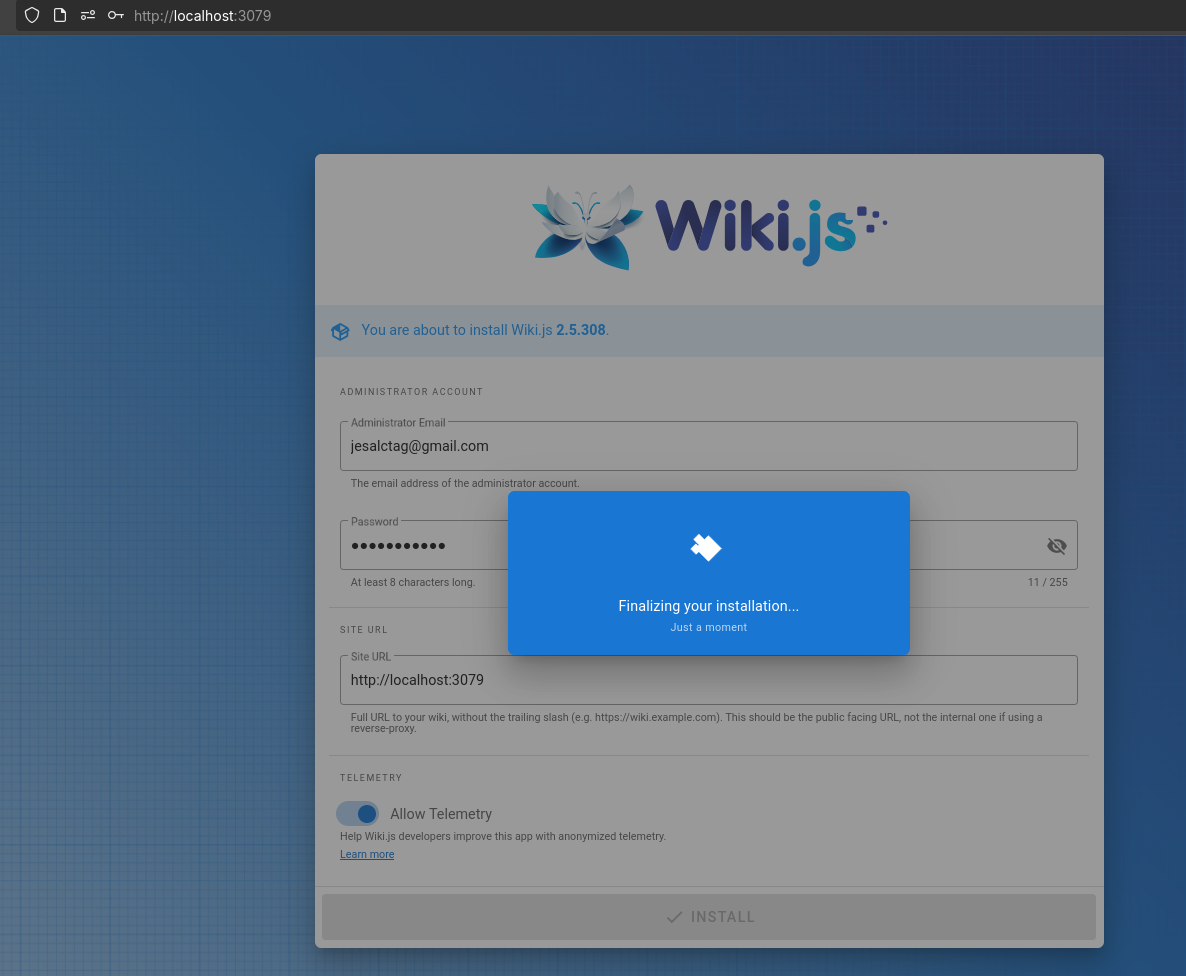 http://localhost:3079
Wiki.js
You are about to install Wiki.js 2.5.308.
ADMINISTRATOR ACCOUNT
Administrator Email
jesalctag@gmail.com
The email address of the administrator account.
Password
●●●●●●●●●●●
At least 8 characters long.
11 / 255
Finalizing your installation...
Just a moment
SITE URL
Site URL
http://localhost:3079
Full URL to your wiki, without the trailing slash (e.g. https://wiki.example.com). This should be the public facing URL, not the internal one if using a
reverse-proxy.
TELEMETRY
Allow Telemetry
Help Wiki.js developers improve this app with anonymized telemetry.
Learn more
INSTALL